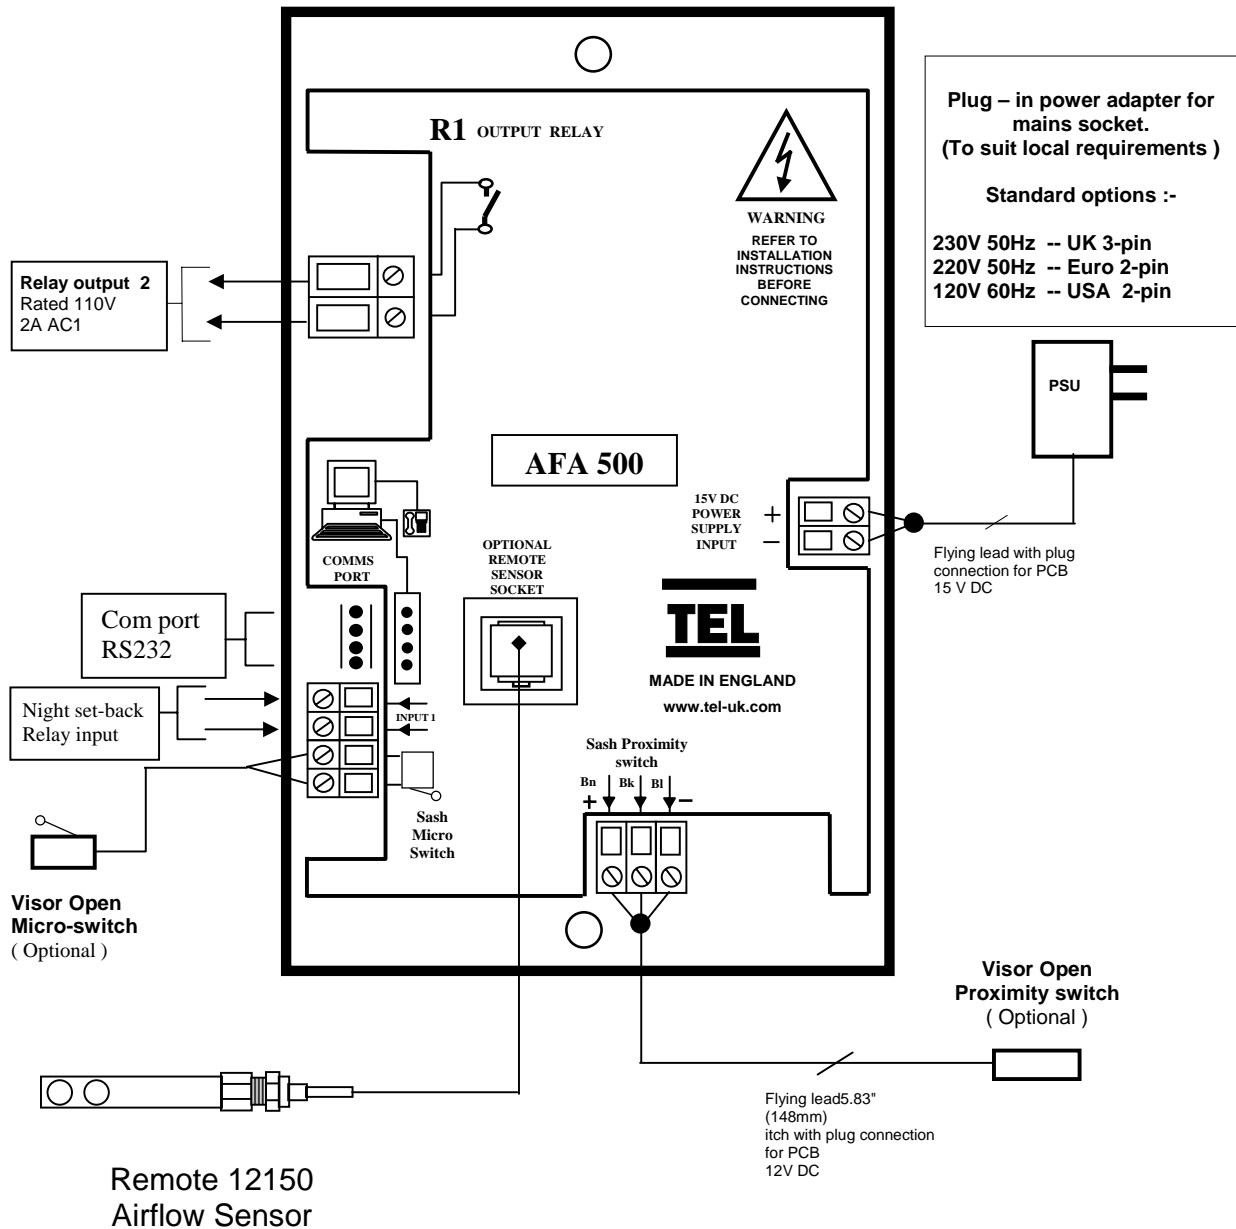 R1 OUTPUT RELAY
WARNING
REFER TO
INSTALLATION
INSTRUCTIONS
BEFORE
CONNECTING
Plug – in power adapter for
mains socket.
(To suit local requirements )
Standard options :-
230V 50Hz -- UK 3-pin
220V 50Hz -- Euro 2-pin
120V 60Hz -- USA 2-pin
Relay output 2
Rated 110V
2A AC1
PSU
AFA 500
15V DC
POWER
SUPPLY
INPUT
+
−
Flying lead with plug
connection for PCB
15 V DC
COMMS
PORT
OPTIONAL
REMOTE
SENSOR
SOCKET
Com port
RS232
TEL
MADE IN ENGLAND
www.tel-uk.com
Night set-back
Relay input
INPUT 1
Sash Proximity
switch
Bn Bk Bl
+ −
Sash
Micro
Switch
Visor Open
Micro-switch
( Optional )
Visor Open
Proximity switch
( Optional )
Flying lead5.83"
(148mm)
itch with plug connection
for PCB
12V DC
Remote 12150
Airflow Sensor